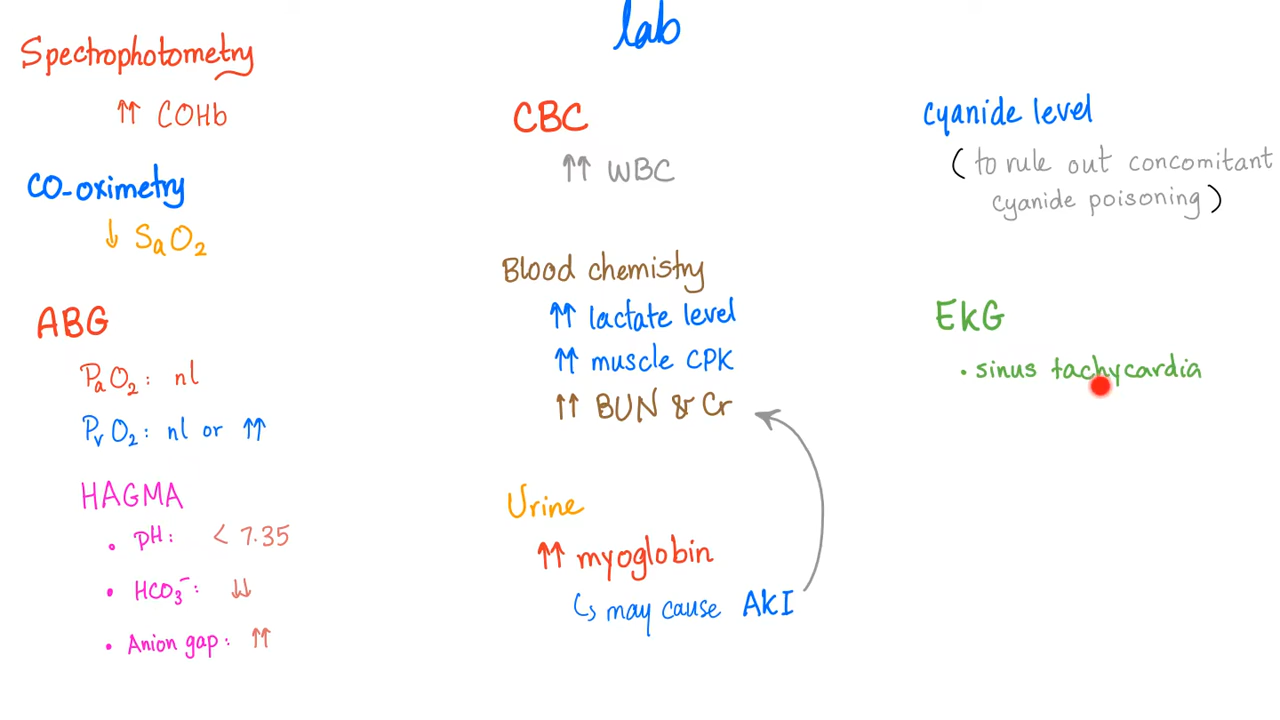 lab
Spectrophotometry
↑↑ COHb
CO-oximetry
↓ SaO2
ABG
PaO2: nl
PvO2: nl or ↑↑
HAGMA
• pH: < 7.35
• HCO3⁻: ↓↓
• Anion gap: ↑↑
CBC
↑↑ WBC
Blood chemistry
↑↑ lactate level
↑↑ muscle CPK
↑↑ BUN & Cr
Urine
↑↑ myoglobin
↳ may cause AKI
Cyanide level
(to rule out concomitant
cyanide poisoning)
EKG
• sinus tachycardia